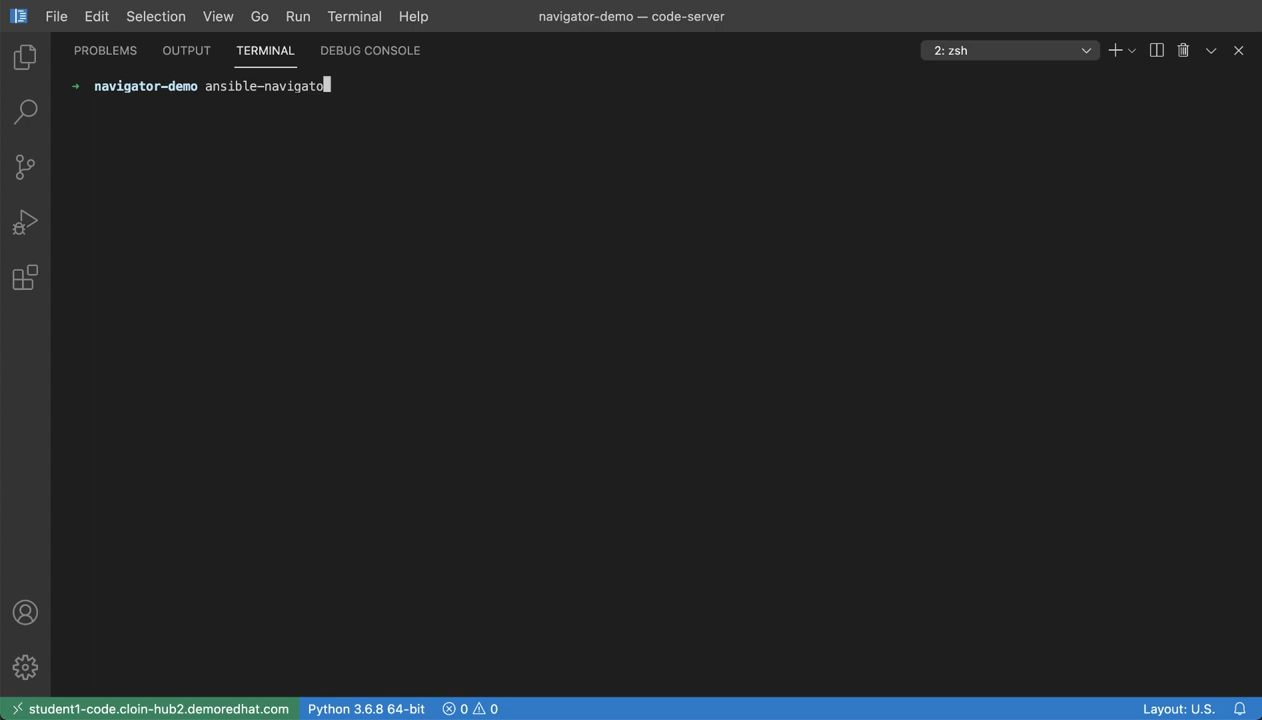 File Edit Selection View Go Run Terminal Help navigator-demo — code-server
PROBLEMS OUTPUT TERMINAL DEBUG CONSOLE 2: zsh
→ navigator-demo ansible-navigato
student1-code.cloin-hub2.demoredhat.com Python 3.6.8 64-bit 0 0 Layout: U.S.